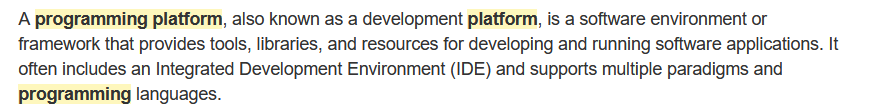 A programming platform, also known as a development platform, is a software environment or
framework that provides tools, libraries, and resources for developing and running software applications. It
often includes an Integrated Development Environment (IDE) and supports multiple paradigms and
programming languages.